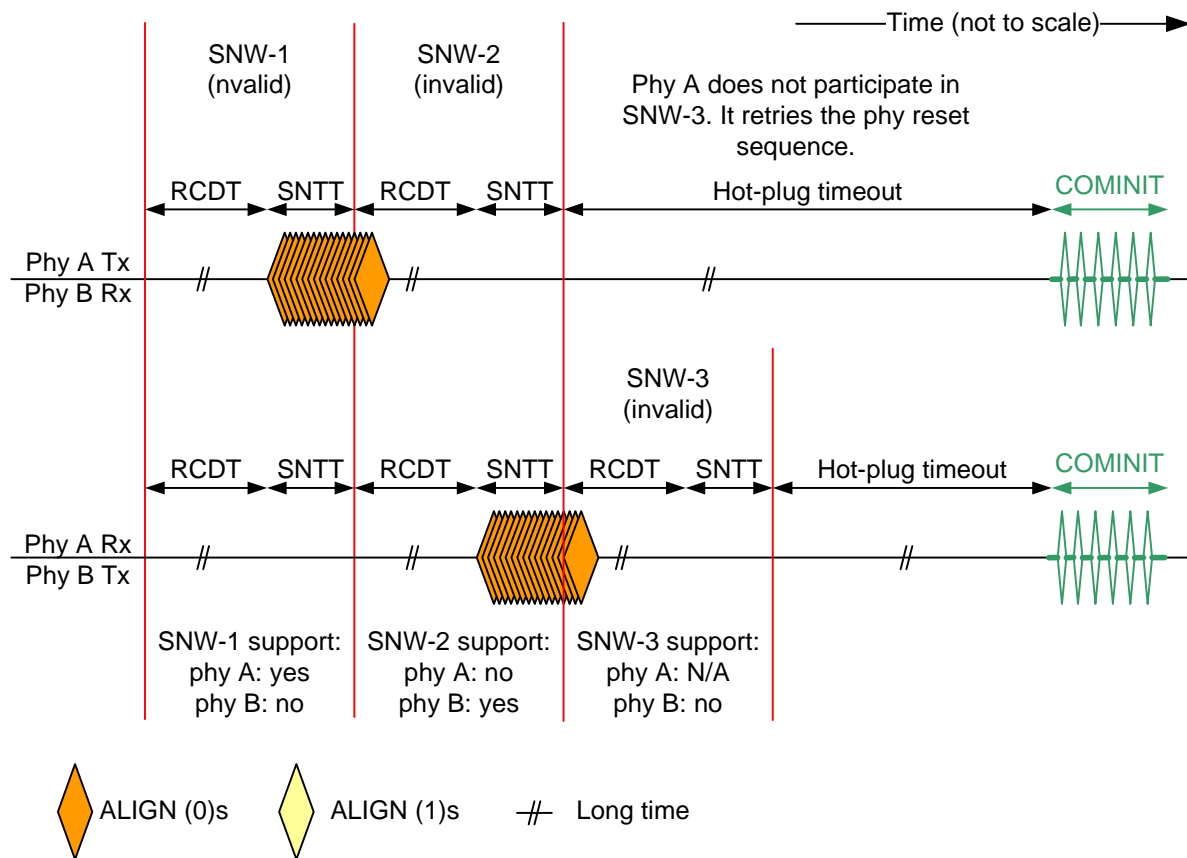 Time (not to scale)
SNW-1
(nvalid)
SNW-2
(invalid)
Phy A does not participate in
SNW-3. It retries the phy reset
sequence.
RCDT
SNTT
RCDT
SNTT
Hot-plug timeout
COMINIT
Phy A Tx
Phy B Rx
SNW-3
(invalid)
RCDT
SNTT
RCDT
SNTT
RCDT
SNTT
Hot-plug timeout
COMINIT
Phy A Rx
Phy B Tx
SNW-1 support:
phy A: yes
phy B: no
SNW-2 support:
phy A: no
phy B: yes
SNW-3 support:
phy A: N/A
phy B: no
ALIGN (0)s
ALIGN (1)s
Long time